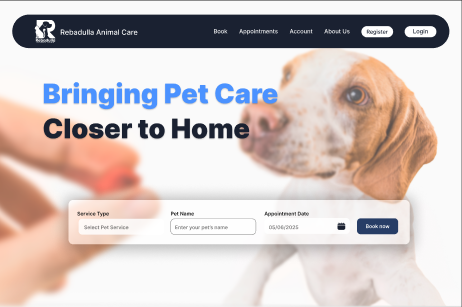 Rebadulla
Rebadulla Animal Care
Book
Appointments
Account
About Us
Register
Login
Bringing Pet Care
Closer to Home
Service Type
Pet Name
Appointment Date
Select Pet Service
Enter your pet's name
05/06/2025
Book now